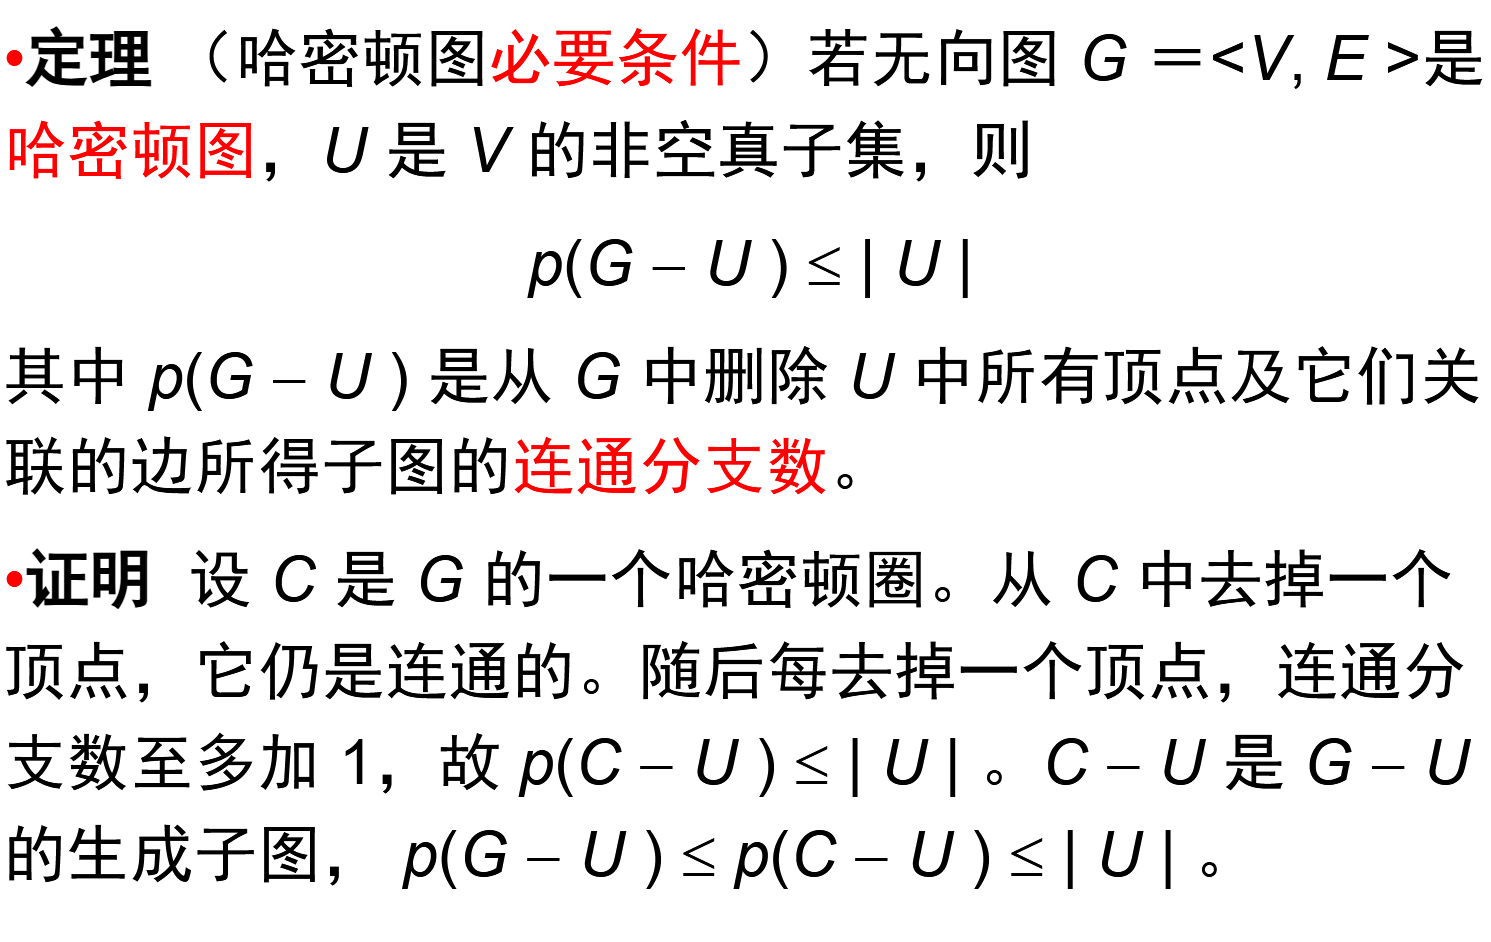 •定理 （哈密顿图必要条件）若无向图 G ＝<V, E >是
哈密顿图，U 是 V 的非空真子集，则
p(G – U ) ≤ | U |
其中 p(G – U ) 是从 G 中删除 U 中所有顶点及它们关
联的边所得子图的连通分支数。
•证明 设 C 是 G 的一个哈密顿圈。从 C 中去掉一个
顶点，它仍是连通的。随后每去掉一个顶点，连通分
支数至多加 1，故 p(C – U ) ≤ | U | 。C – U 是 G – U
的生成子图， p(G – U ) ≤ p(C – U ) ≤ | U | 。